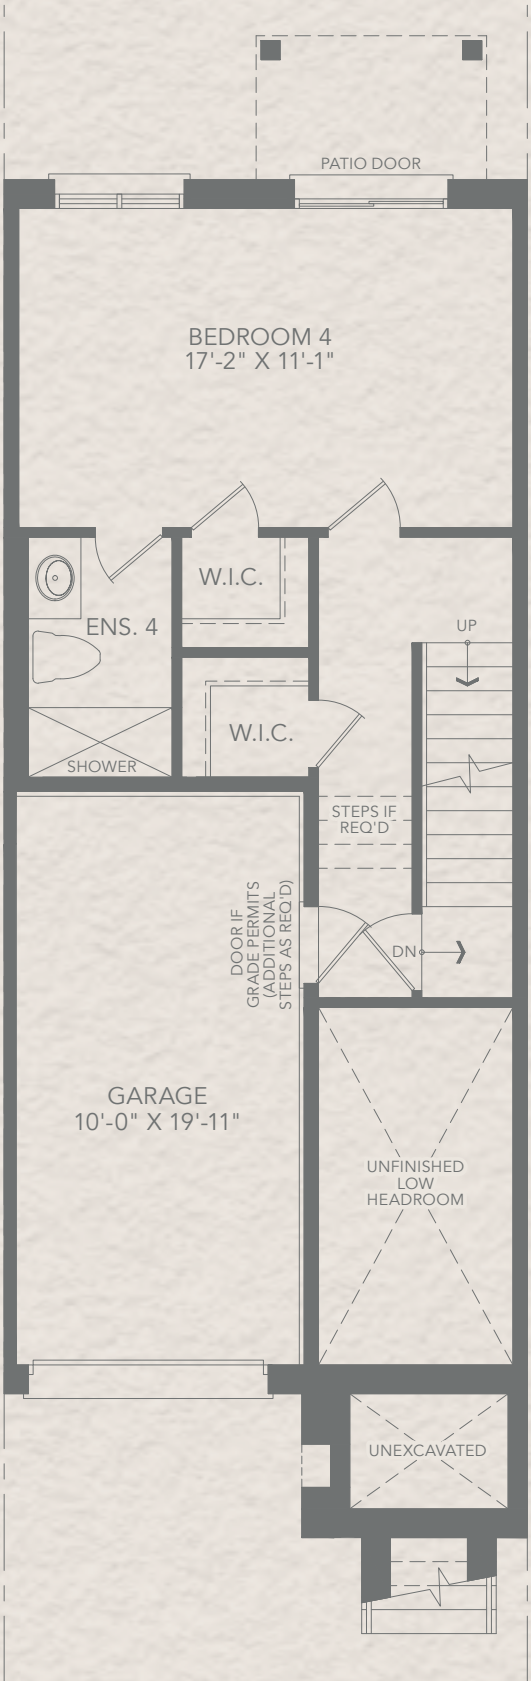 PATIO DOOR
BEDROOM 4
17'-2" X 11'-1"
W.I.C.
ENS. 4
UP
W.I.C.
SHOWER
STEPS IF
REQ'D
DOOR IF
GRADE PERMITS
(ADDITIONAL
STEPS AS REQ'D)
DN
GARAGE
10'-0" X 19'-11"
UNFINISHED
LOW
HEADROOM
UNEXCAVATED